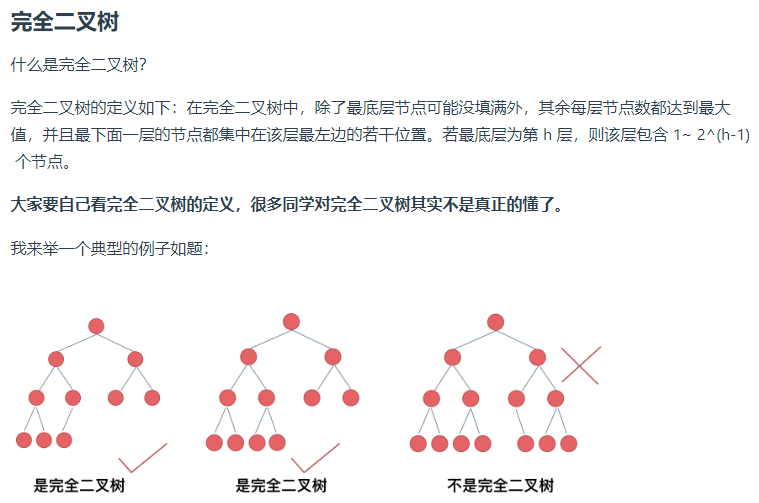 完全二叉树
什么是完全二叉树?
完全二叉树的定义如下：在完全二叉树中，除了最底层节点可能没填满外，其余每层节点数都达到最大
值，并且最下面一层的节点都集中在该层最左边的若干位置。若最底层为第 h 层，则该层包含 1~ 2^(h-1)
个节点。
大家要自己看完全二叉树的定义，很多同学对完全二叉树其实不是真正的懂了。
我来举一个典型的例子如题：
是完全二叉树
是完全二叉树
不是完全二叉树